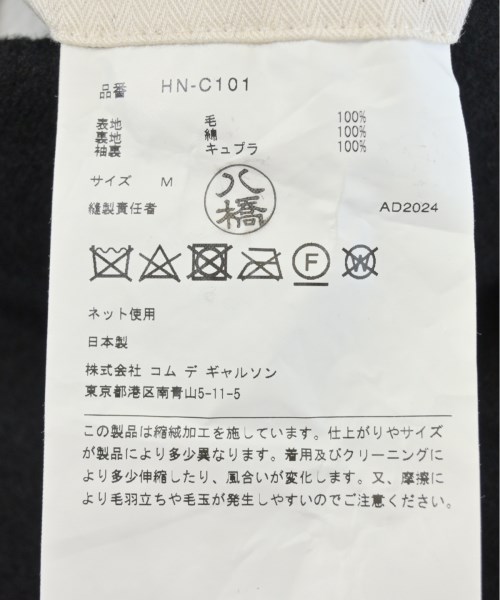 品番 HN-C101
表地 毛 100%
裏地 綿 100%
袖裏 キュプラ 100%
サイズ M
八橋
縫製責任者 AD2024
F W
ネット使用
日本製
株式会社 コム デ ギャルソン
東京都港区南青山5-11-5
この製品は縮絨加工を施しています。仕上がりやサイズ
が製品により多少異なります。着用及びクリーニングに
より多少伸縮したり、風合いが変化します。又、摩擦に
より毛羽立ちや毛玉が発生しやすいのでご注意ください。